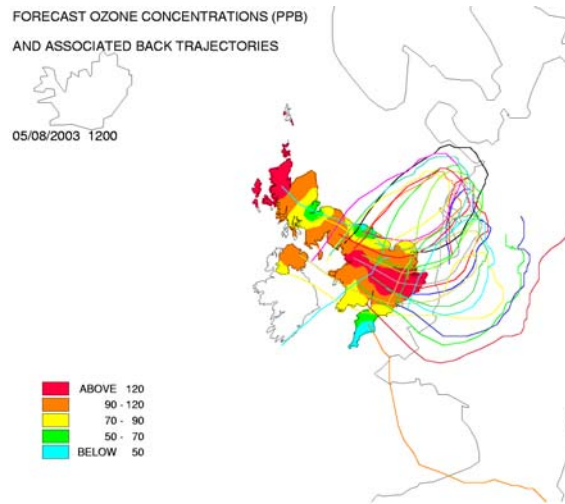 FORECAST OZONE CONCENTRATIONS (PPB)
AND ASSOCIATED BACK TRAJECTORIES
05/08/2003 1200
ABOVE 120
90 - 120
70 - 90
50 - 70
BELOW 50